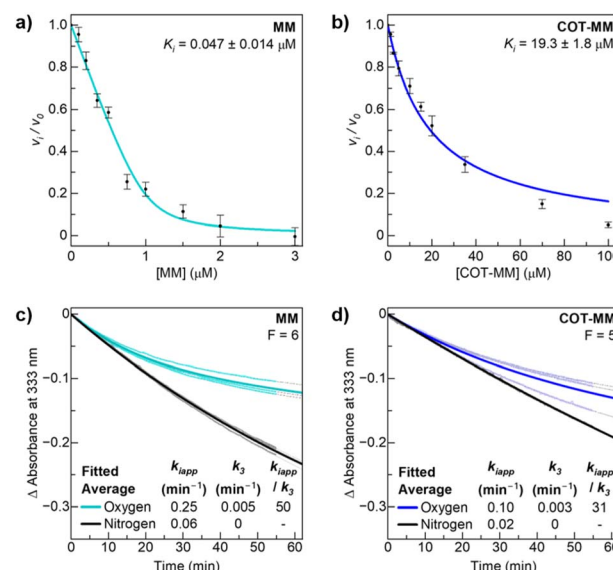 a)
MM
Ki = 0.047 ± 0.014 μM
1.0
0.8
0.6
0.4
0.2
0
vi / v0
0 1 2 3
[MM] (μM)
b)
COT-MM
Ki = 19.3 ± 1.8 μM
1.0
0.8
0.6
0.4
0.2
0
vi / v0
0 20 40 60 80 100
[COT-MM] (μM)
c)
MM
F = 6
0
−0.1
−0.2
−0.3
Δ Absorbance at 333 nm
Fitted kiapp k3 kiapp
Average (min−1) (min−1) / k3
Oxygen 0.25 0.005 50
Nitrogen 0.06 0 -
0 10 20 30 40 50 60
Time (min)
d)
COT-MM
F = 5
0
−0.1
−0.2
−0.3
Δ Absorbance at 333 nm
Fitted kiapp k3 kiapp
Average (min−1) (min−1) / k3
Oxygen 0.10 0.003 31
Nitrogen 0.02 0 -
0 10 20 30 40 50 60
Time (min)